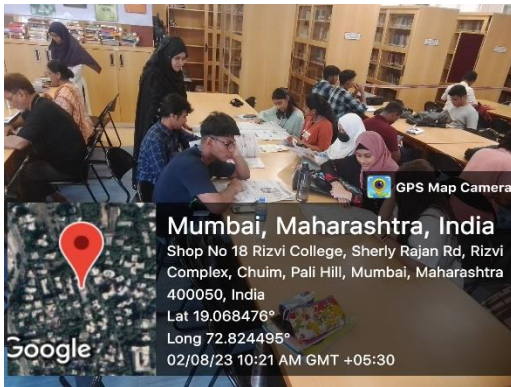 GPS Map Camera
Mumbai, Maharashtra, India
Shop No 18 Rizvi College, Sherly Rajan Rd, Rizvi
Complex, Chuim, Pali Hill, Mumbai, Maharashtra
400050, India
Lat 19.068476°
Long 72.824495°
02/08/23 10:21 AM GMT +05:30
Google